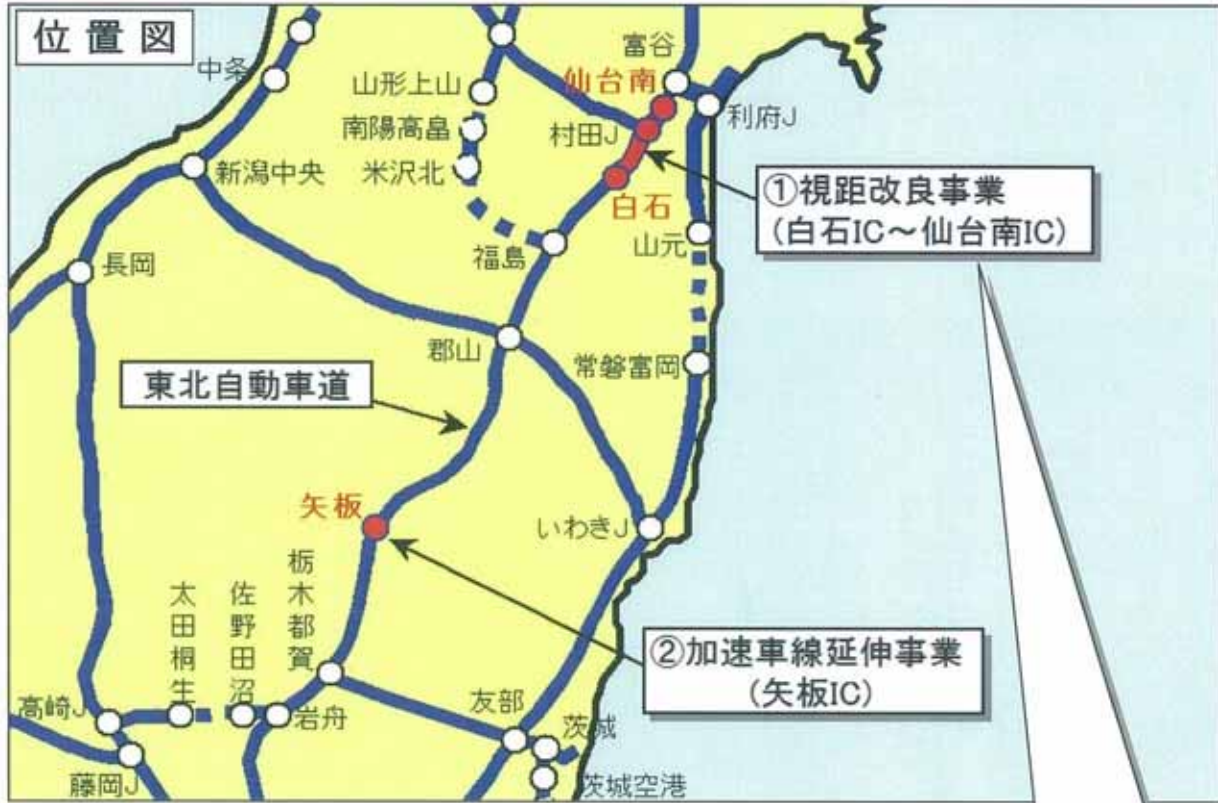 位置図
中条
富谷
仙台南
山形上山
利府J
南陽高畠
村田J
米沢北
新潟中央
①視距改良事業
(白石IC～仙台南IC)
白石
山元
福島
長岡
郡山
常磐富岡
東北自動車道
矢板
いわきJ
栃木都賀
佐野田沼
太田桐生
②加速車線延伸事業
(矢板IC)
高崎J
岩舟
友部
茨城
藤岡J
茨城空港